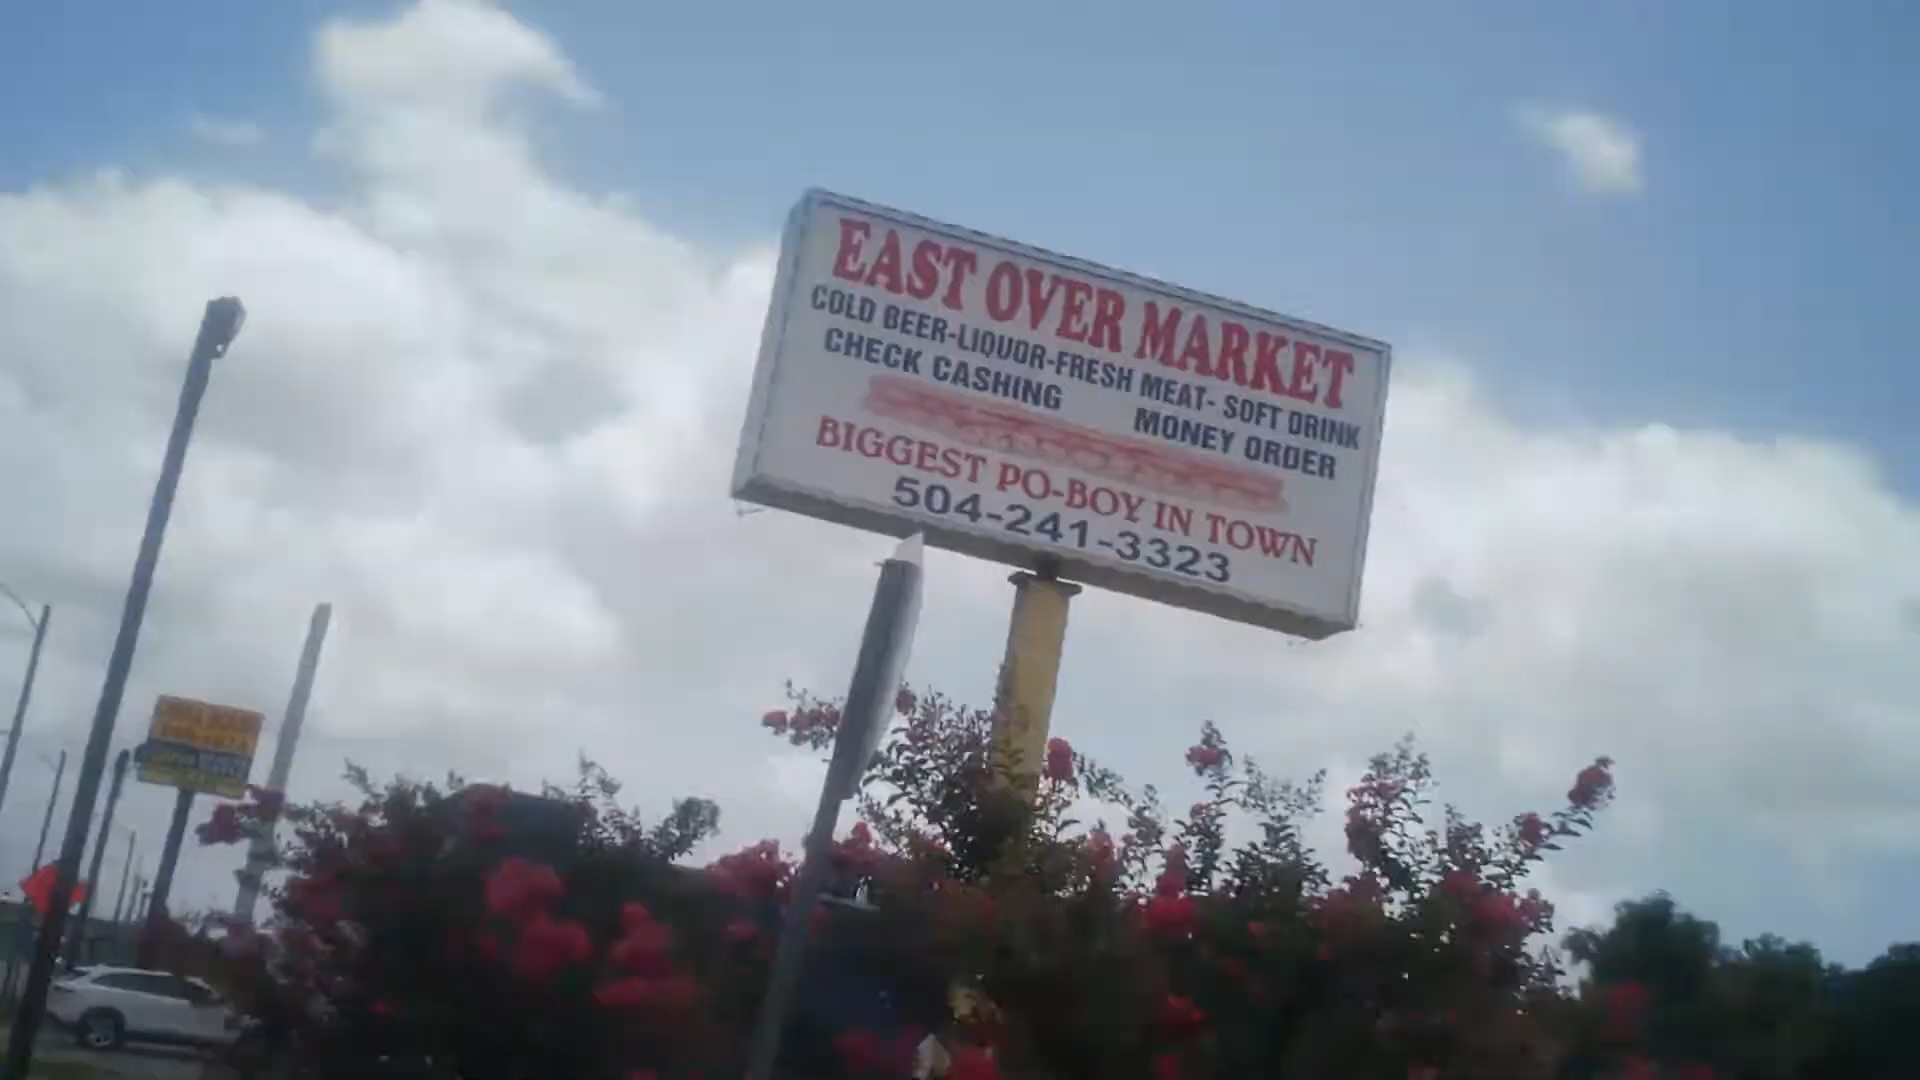 EAST OVER MARKET
COLD BEER-LIQUOR-FRESH MEAT- SOFT DRINK
CHECK CASHING
MONEY ORDER
BIGGEST PO-BOY IN TOWN
504-241-3323